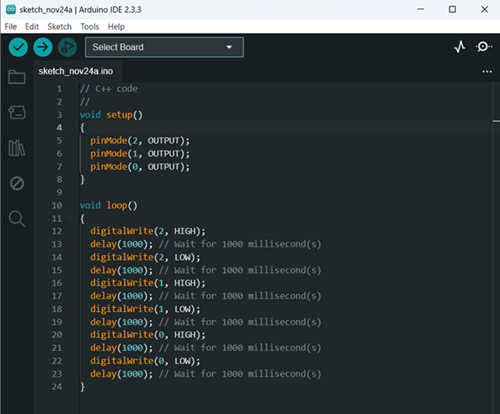 sketch_nov24a | Arduino IDE 2.3.3
File Edit Sketch Tools Help
Select Board
sketch_nov24a.ino
1 // C++ code
2 //
3 void setup()
4 {
5 pinMode(2, OUTPUT);
6 pinMode(1, OUTPUT);
7 pinMode(0, OUTPUT);
8 }
9
10 void loop()
11 {
12 digitalWrite(2, HIGH);
13 delay(1000); // Wait for 1000 millisecond(s)
14 digitalWrite(2, LOW);
15 delay(1000); // Wait for 1000 millisecond(s)
16 digitalWrite(1, HIGH);
17 delay(1000); // Wait for 1000 millisecond(s)
18 digitalWrite(1, LOW);
19 delay(1000); // Wait for 1000 millisecond(s)
20 digitalWrite(0, HIGH);
21 delay(1000); // Wait for 1000 millisecond(s)
22 digitalWrite(0, LOW);
23 delay(1000); // Wait for 1000 millisecond(s)
24 }